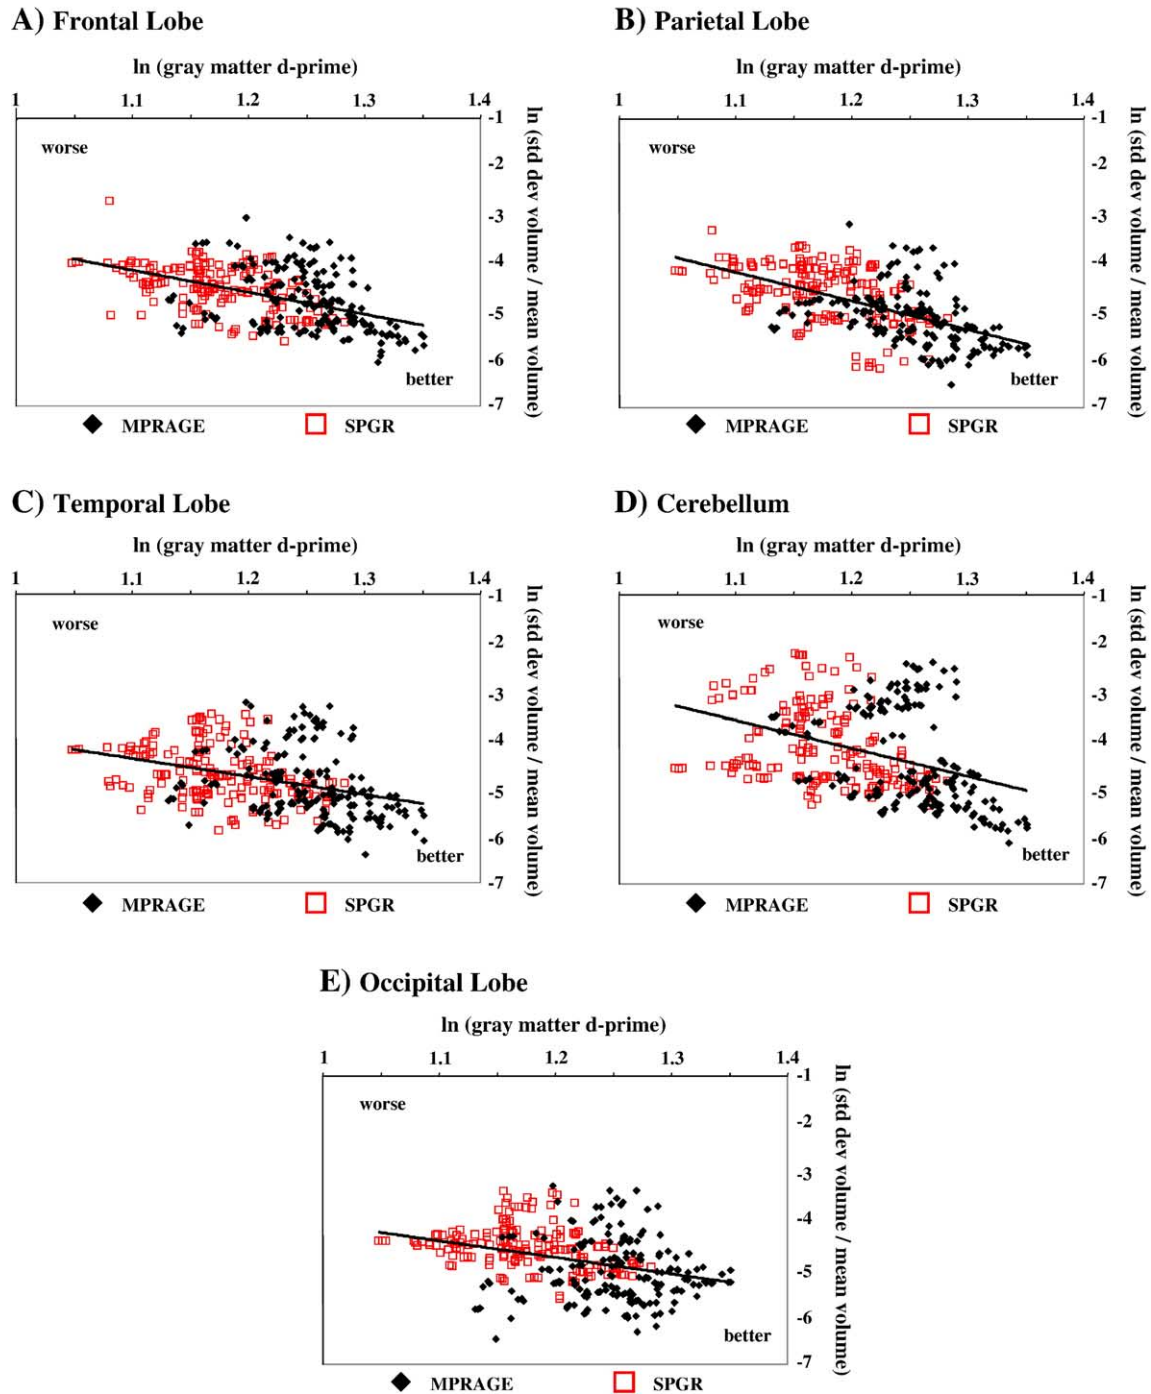 A) Frontal Lobe
ln (gray matter d-prime)
1 1.1 1.2 1.3 1.4
-1
worse
-2
-3
-4
-5
-6
better
-7
ln (std dev volume / mean volume)
MPRAGE SPGR
B) Parietal Lobe
ln (gray matter d-prime)
1 1.1 1.2 1.3 1.4
-1
worse
-2
-3
-4
-5
-6
better
-7
ln (std dev volume / mean volume)
MPRAGE SPGR
C) Temporal Lobe
ln (gray matter d-prime)
1 1.1 1.2 1.3 1.4
-1
worse
-2
-3
-4
-5
-6
better
-7
ln (std dev volume / mean volume)
MPRAGE SPGR
D) Cerebellum
ln (gray matter d-prime)
1 1.1 1.2 1.3 1.4
-1
worse
-2
-3
-4
-5
-6
better
-7
ln (std dev volume / mean volume)
MPRAGE SPGR
E) Occipital Lobe
ln (gray matter d-prime)
1 1.1 1.2 1.3 1.4
-1
worse
-2
-3
-4
-5
-6
better
-7
ln (std dev volume / mean volume)
MPRAGE SPGR